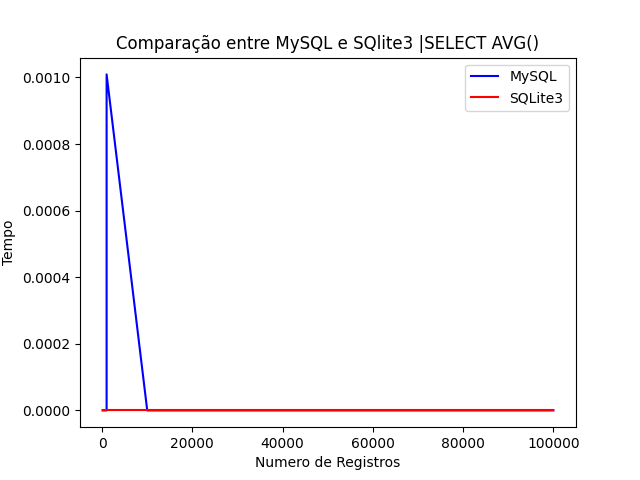 Comparação entre MySQL e SQlite3 |SELECT AVG()
MySQL
SQLite3
Tempo
0.0010
0.0008
0.0006
0.0004
0.0002
0.0000
0 20000 40000 60000 80000 100000
Numero de Registros